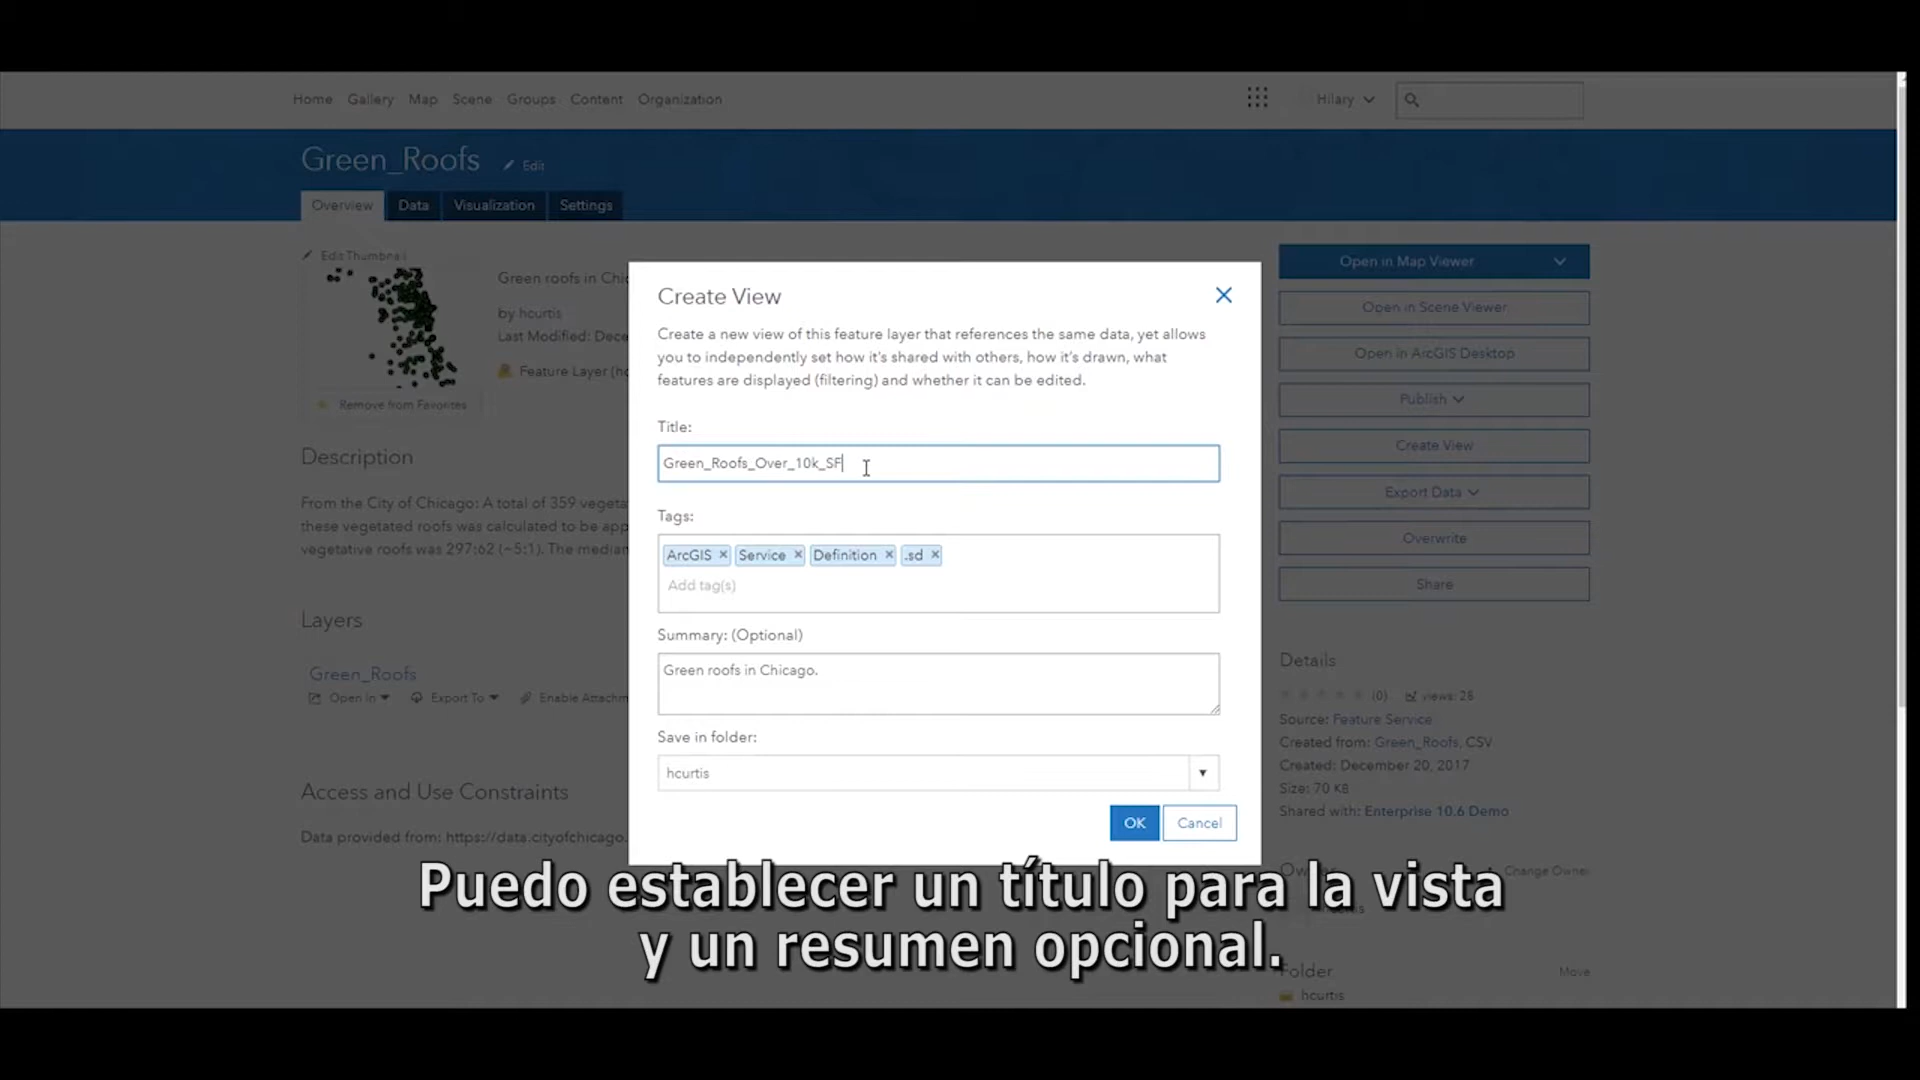 Home Gallery Map Scene Groups Content Organization
Hilary
Green_Roofs Edit
Overview Data Visualization Settings
Edit Thumbnail
Green roofs in Chic
by hcurtis
Last Modified: Dece
Feature Layer (ho
Remove from Favorites
Description
From the City of Chicago: A total of 359 vegeta
these vegetated roofs was calculated to be app
vegetative roofs was 297:62 (~5:1). The median
Layers
Green_Roofs
Open In Export To Enable Attachm
Access and Use Constraints
Data provided from: https://data.cityofchicago.
Create View
Create a new view of this feature layer that references the same data, yet allows
you to independently set how it's shared with others, how it's drawn, what
features are displayed (filtering) and whether it can be edited.
Title:
Green_Roofs_Over_10k_SF
Tags:
ArcGIS × Service × Definition × .sd ×
Add tag(s)
Summary: (Optional)
Green roofs in Chicago.
Save in folder:
hcurtis
OK Cancel
Open in Map Viewer
Open in Scene Viewer
Open in ArcGIS Desktop
Publish
Create View
Export Data
Overwrite
Share
Details
(0) views: 28
Source: Feature Service
Created from: Green_Roofs, CSV
Created: December 20, 2017
Size: 70 KB
Shared with: Enterprise 10.6 Demo
Change Owner
Folder Move
hcurtis
Puedo establecer un título para la vista
y un resumen opcional.